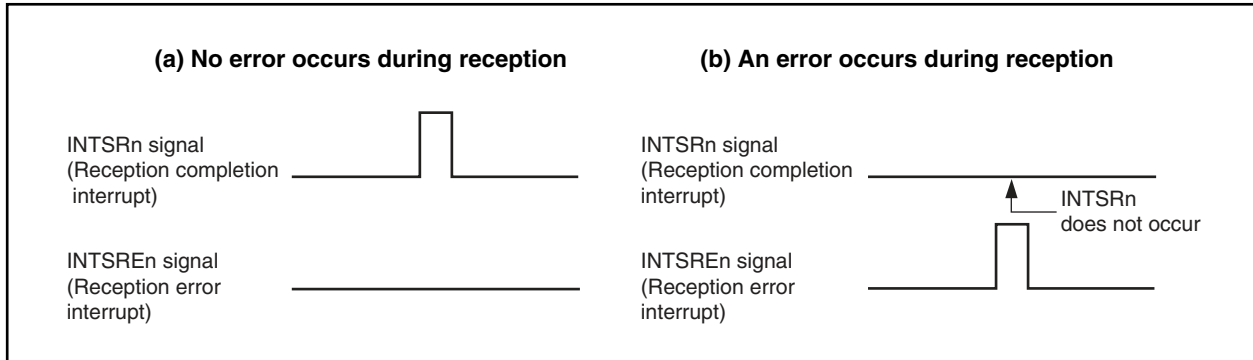 (a) No error occurs during reception
INTSRn signal
(Reception completion
interrupt)
INTSREn signal
(Reception error
interrupt)
(b) An error occurs during reception
INTSRn signal
(Reception completion
interrupt)
INTSRn
does not occur
INTSREn signal
(Reception error
interrupt)